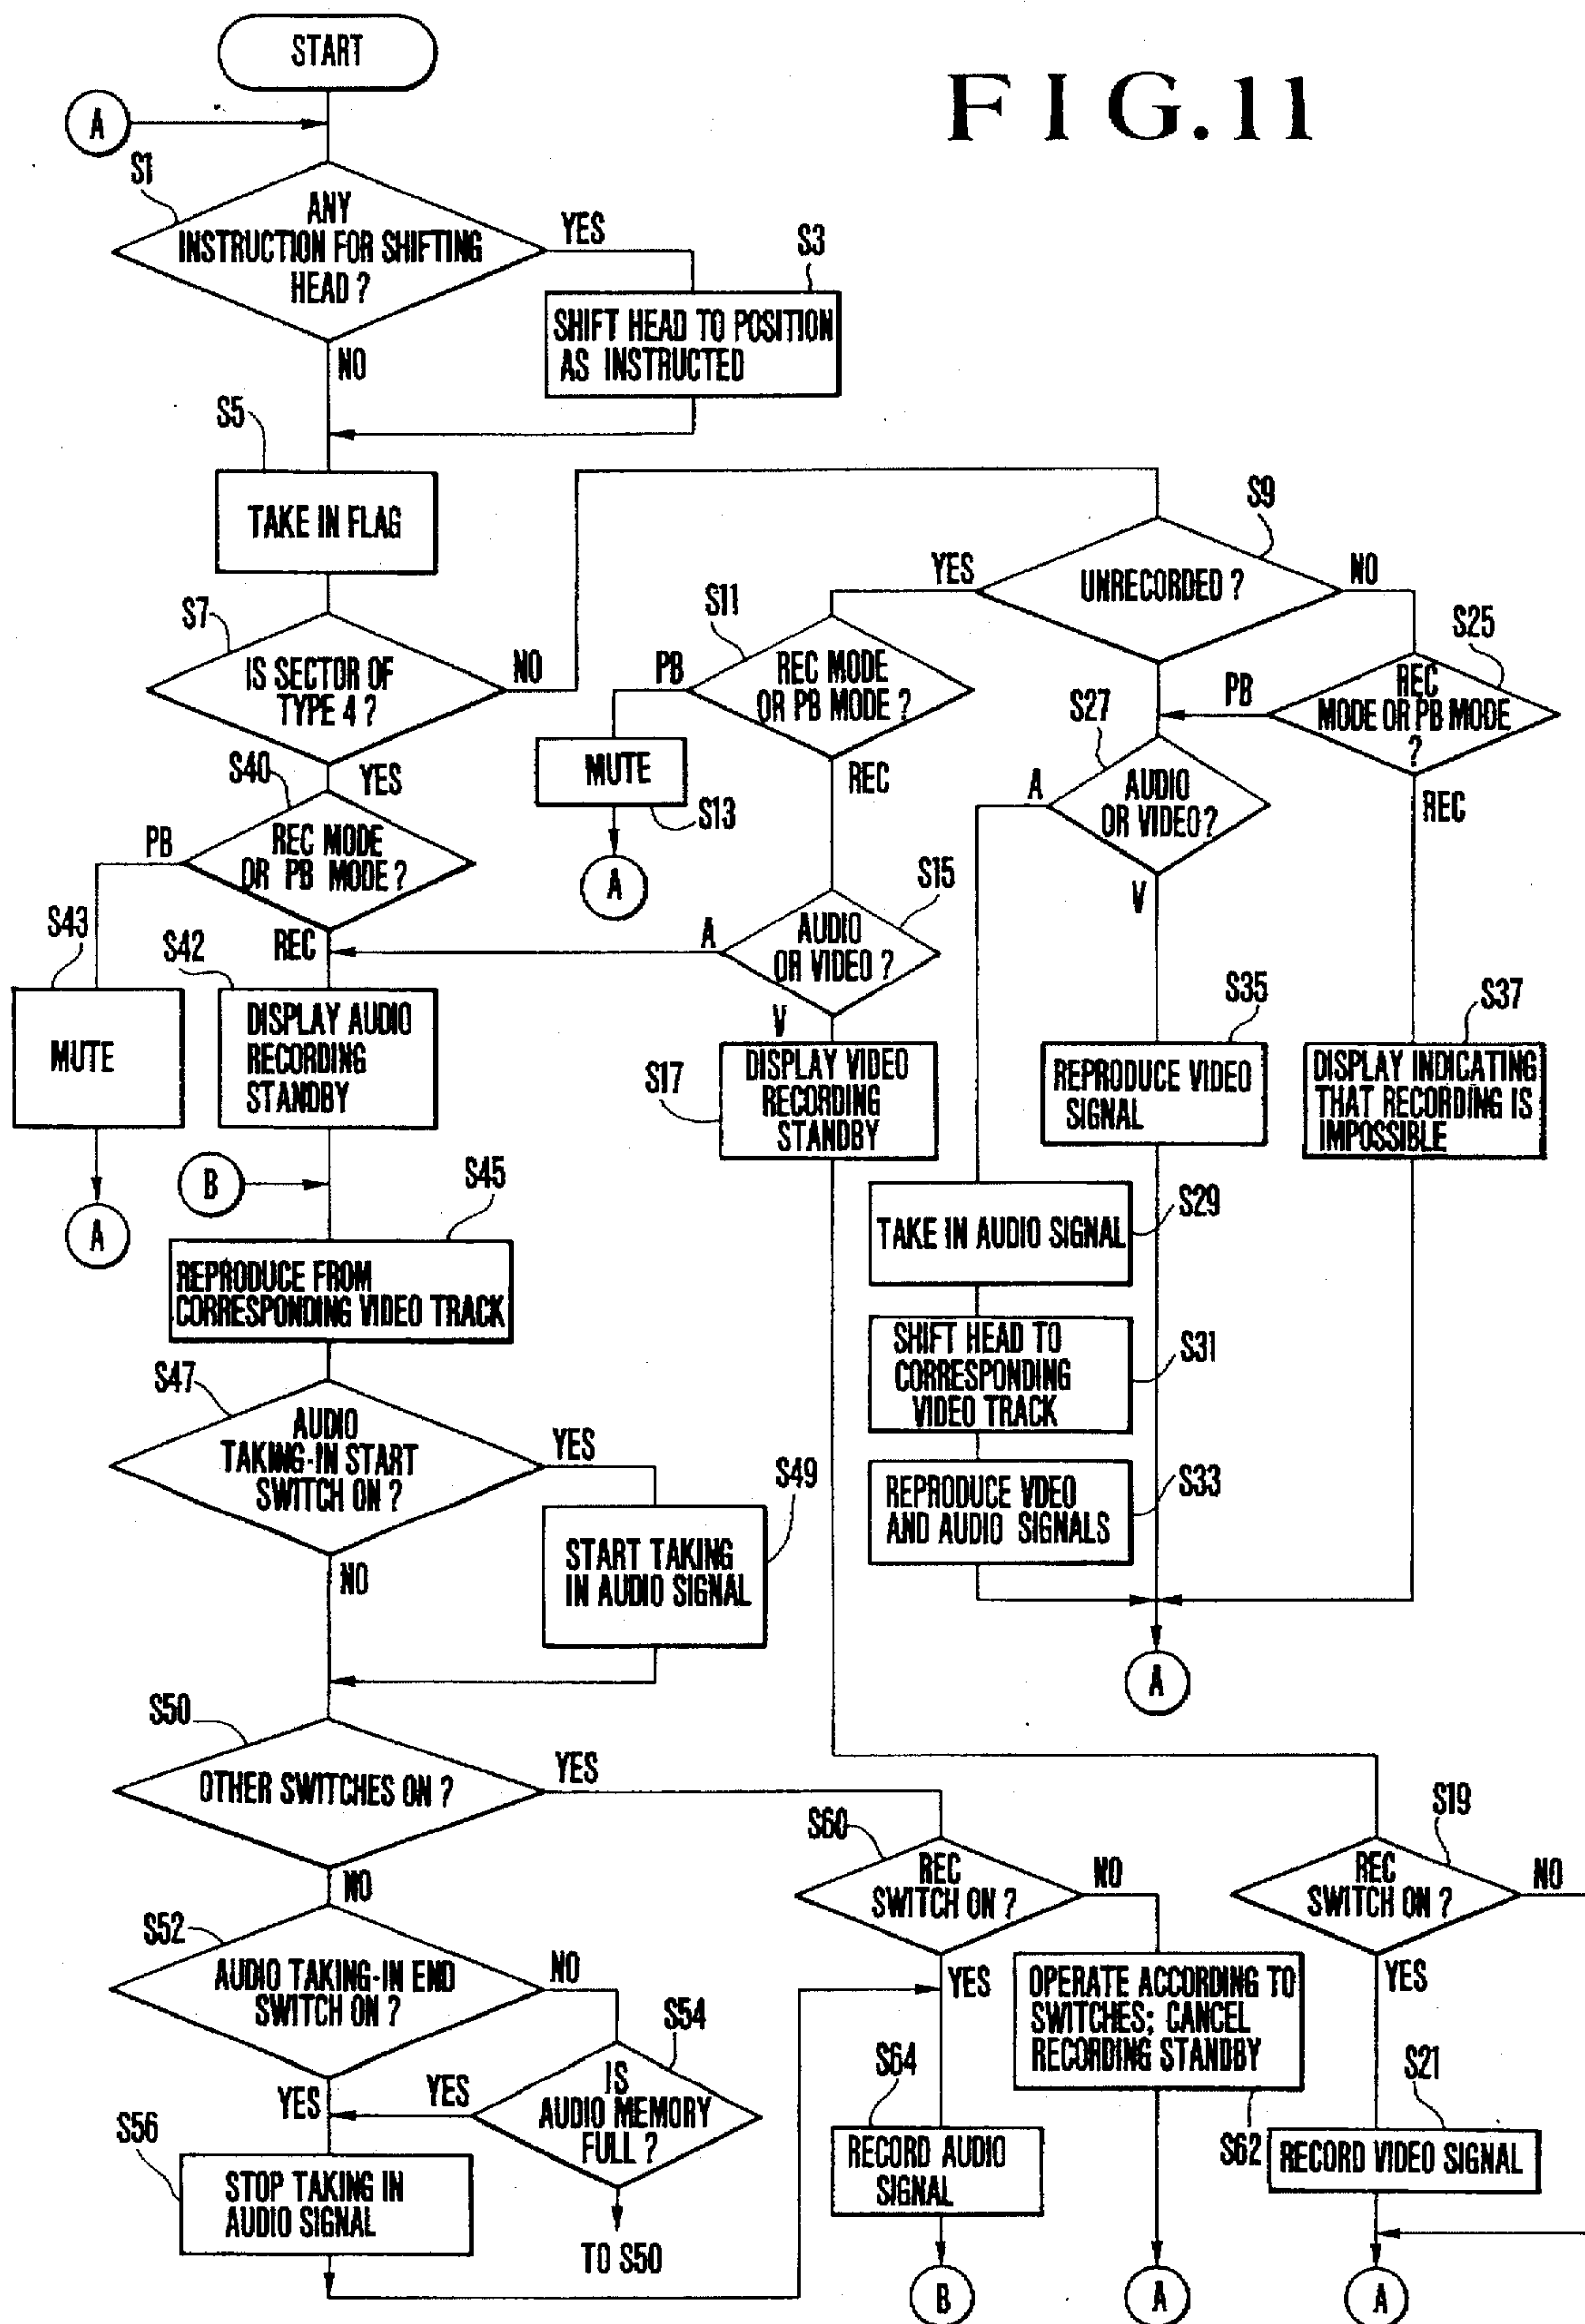 START
FIG.11
A
S1
ANY
INSTRUCTION FOR SHIFTING
HEAD ?
YES
S3
SHIFT HEAD TO POSITION
AS INSTRUCTED
NO
S5
TAKE IN FLAG
S9
UNRECORDED ?
YES
NO
S7
IS SECTOR OF
TYPE 4 ?
NO
YES
S11
REC MODE
OR PB MODE ?
PB
REC
MUTE
S13
A
S25
REC
MODE OR PB MODE
?
PB
REC
S27
AUDIO
OR VIDEO ?
A
V
S40
REC MODE
OR PB MODE ?
PB
REC
S15
AUDIO
OR VIDEO ?
A
V
S43
MUTE
A
S42
DISPLAY AUDIO
RECORDING
STANDBY
S17
DISPLAY VIDEO
RECORDING
STANDBY
S35
REPRODUCE VIDEO
SIGNAL
S37
DISPLAY INDICATING
THAT RECORDING IS
IMPOSSIBLE
B
S45
REPRODUCE FROM
CORRESPONDING VIDEO TRACK
S29
TAKE IN AUDIO SIGNAL
S31
SHIFT HEAD TO
CORRESPONDING
VIDEO TRACK
S33
REPRODUCE VDEO
AND AUDIO SIGNALS
A
S47
AUDIO
TAKING-IN START
SWITCH ON ?
YES
NO
S49
START TAKING
IN AUDIO SIGNAL
S50
OTHER SWITCHES ON ?
YES
NO
S60
REC
SWITCH ON ?
NO
YES
S19
REC
SWITCH ON ?
NO
YES
S52
AUDIO TAKING-IN END
SWITCH ON ?
NO
YES
S54
IS
AUDIO MEMORY
FULL ?
YES
TO S50
S56
STOP TAKING IN
AUDIO SIGNAL
S64
RECORD AUDIO
SIGNAL
B
OPERATE ACCORDING TO
SWITCHES; CANCEL
RECORDING STANDBY
S62
A
S21
RECORD VIDEO SIGNAL
A